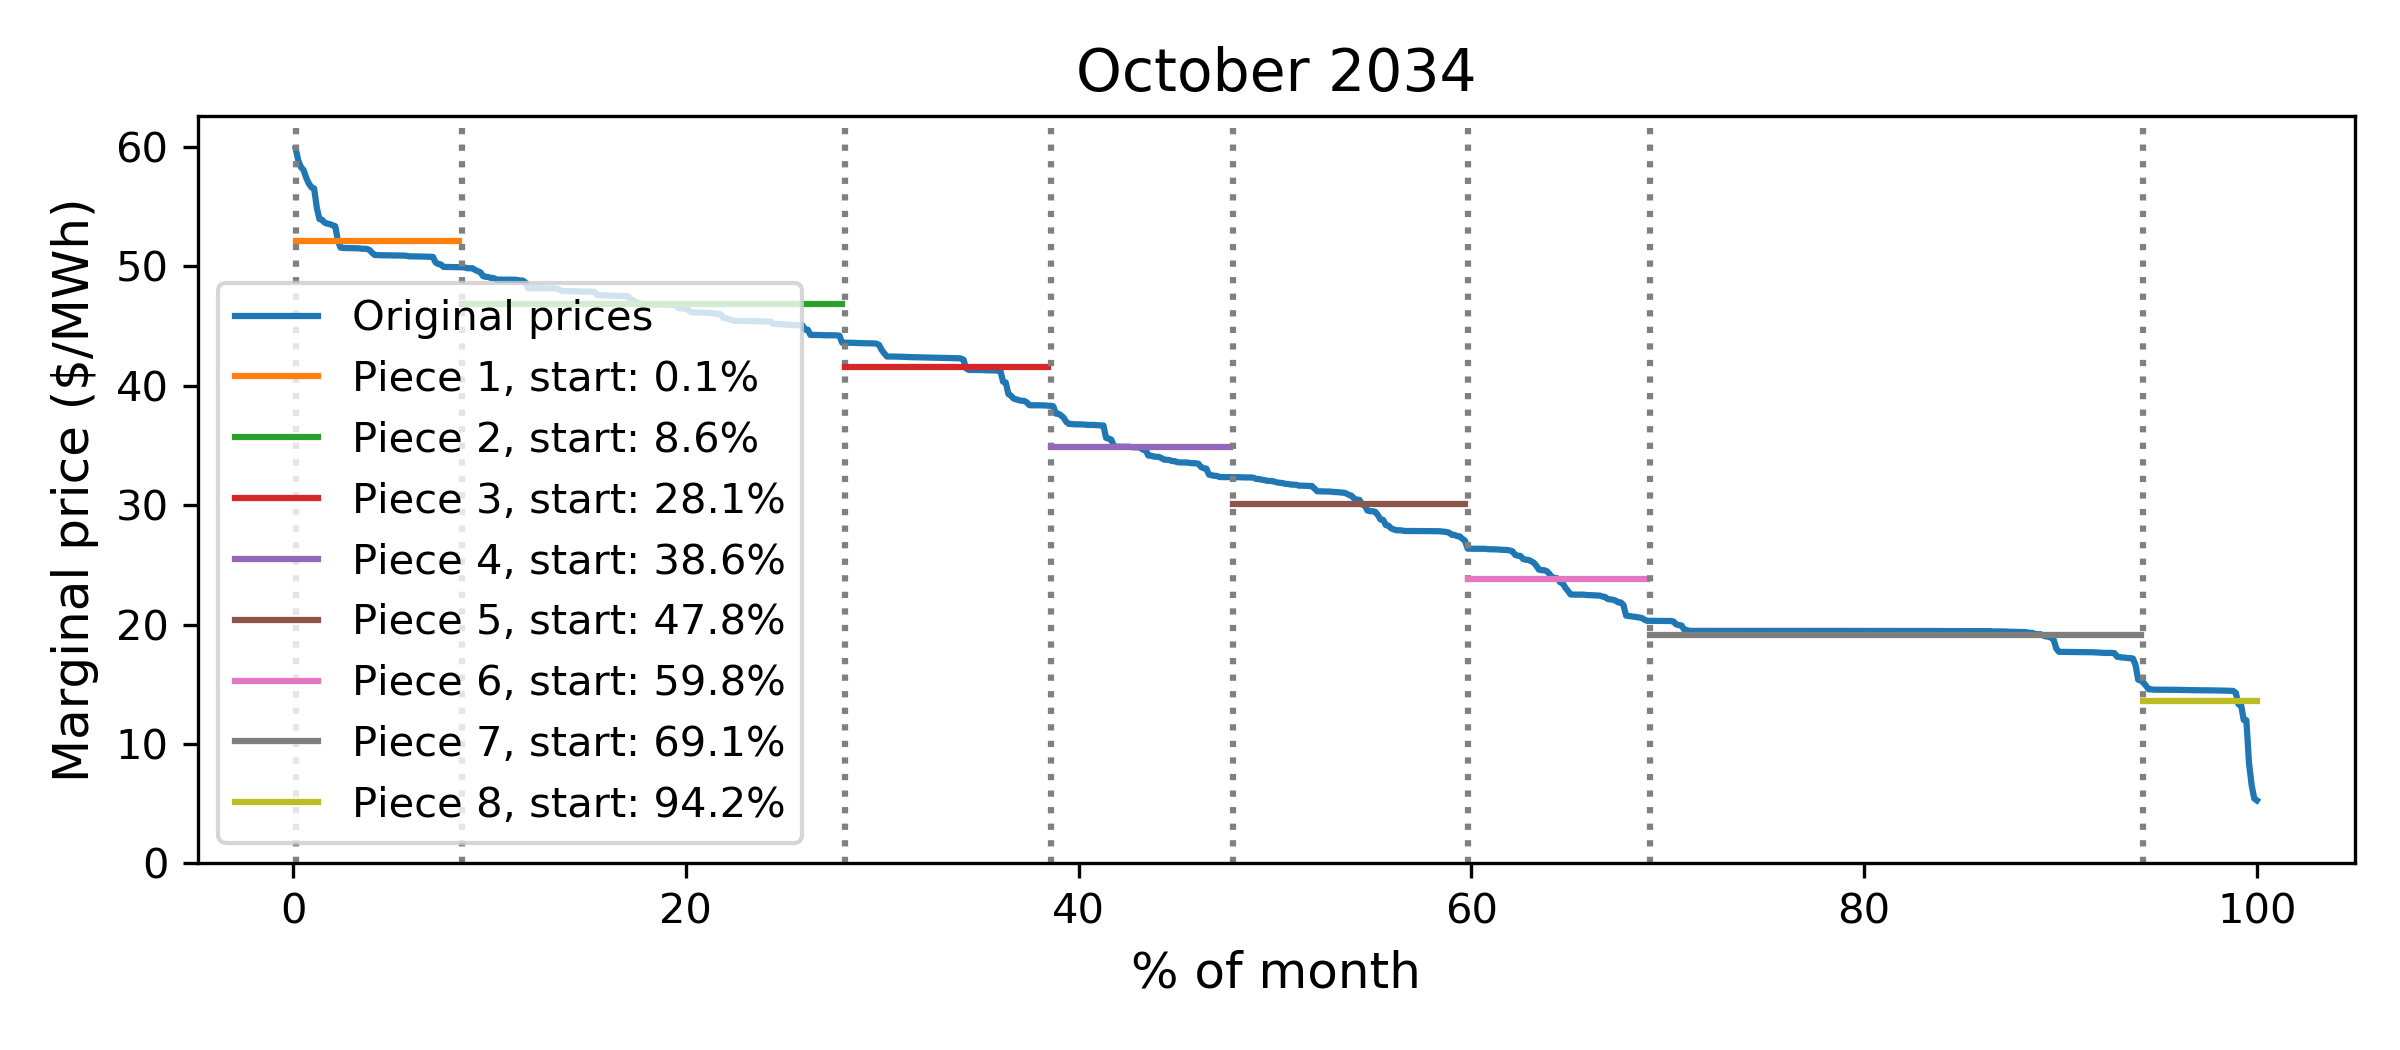 October 2034
Marginal price ($/MWh)
60
50
40
30
20
10
0
Original prices
Piece 1, start: 0.1%
Piece 2, start: 8.6%
Piece 3, start: 28.1%
Piece 4, start: 38.6%
Piece 5, start: 47.8%
Piece 6, start: 59.8%
Piece 7, start: 69.1%
Piece 8, start: 94.2%
0 20 40 60 80 100
% of month